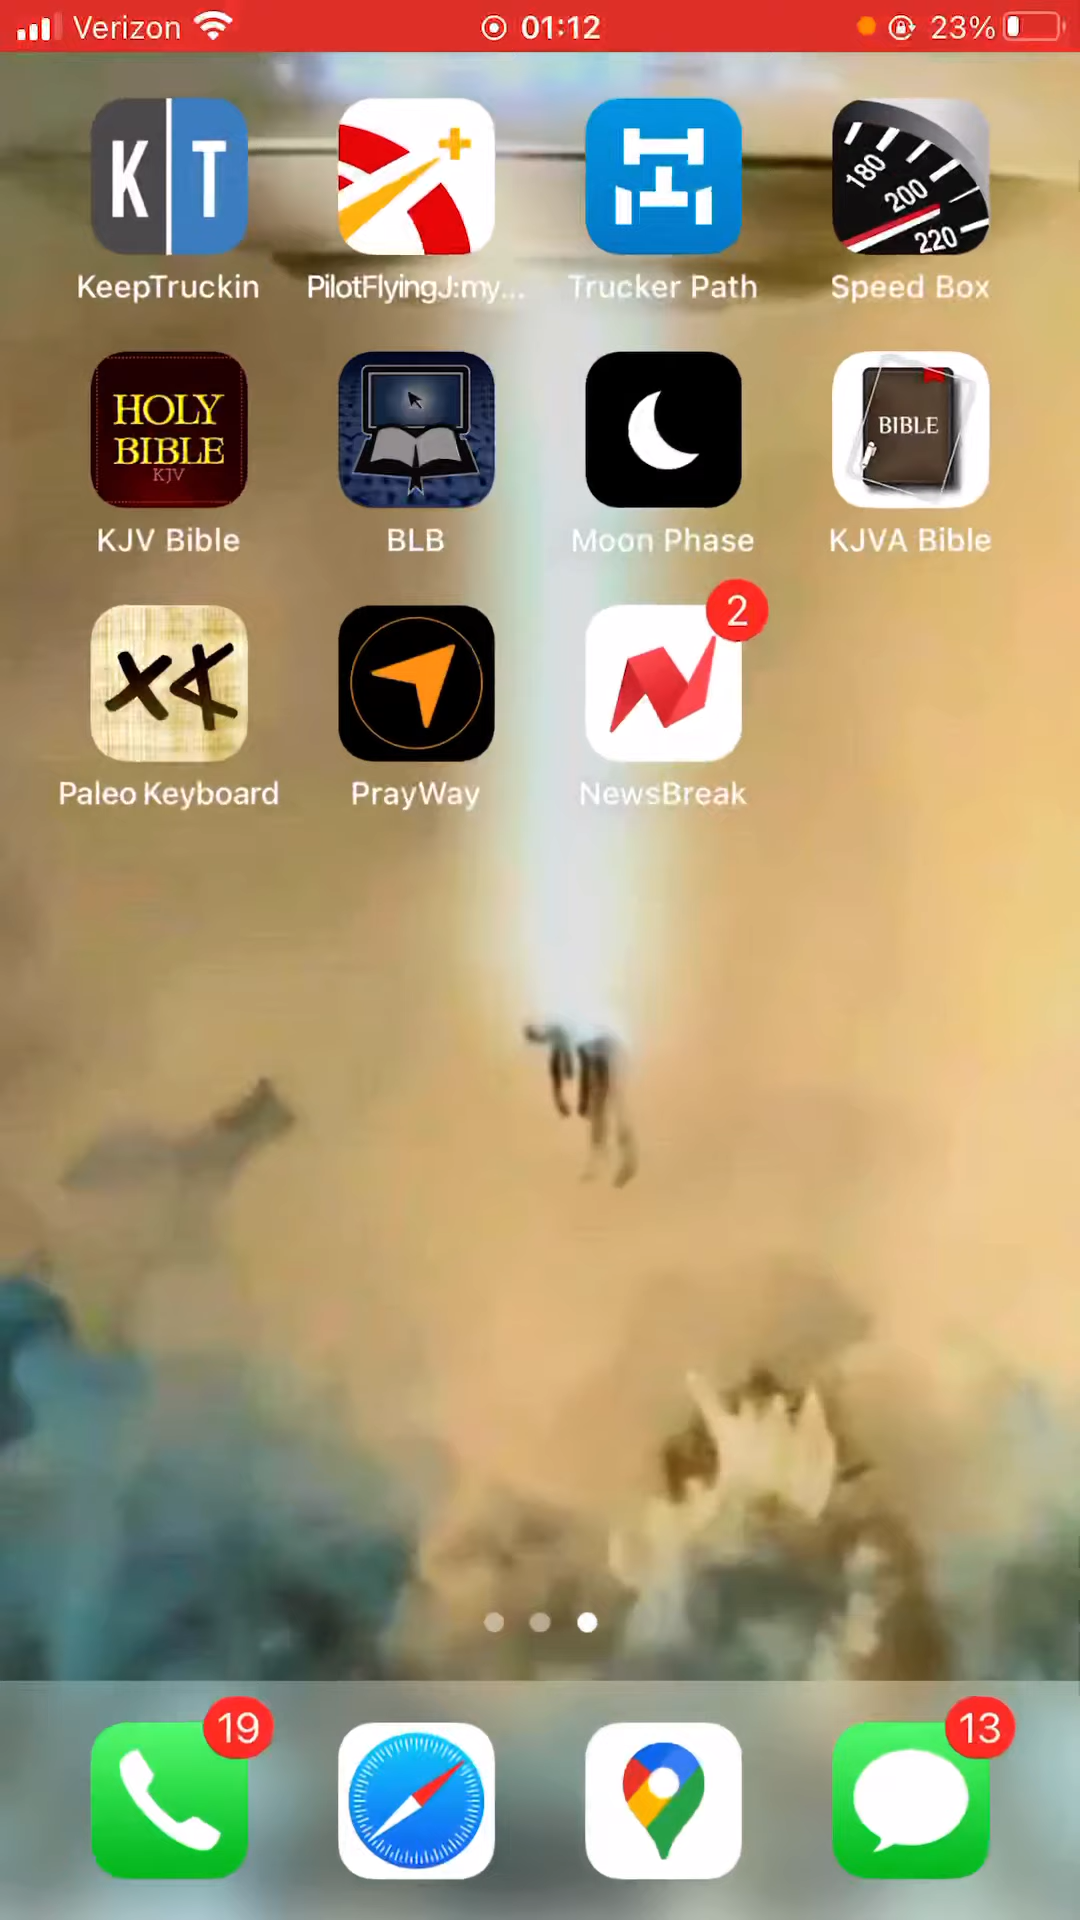 Verizon 01:12 23%
K T
180
200
220
KeepTruckin PilotFlyingJ:my... Trucker Path Speed Box
HOLY
BIBLE
KJV
BIBLE
KJV Bible BLB Moon Phase KJVA Bible
2
Paleo Keyboard PrayWay NewsBreak
19 13